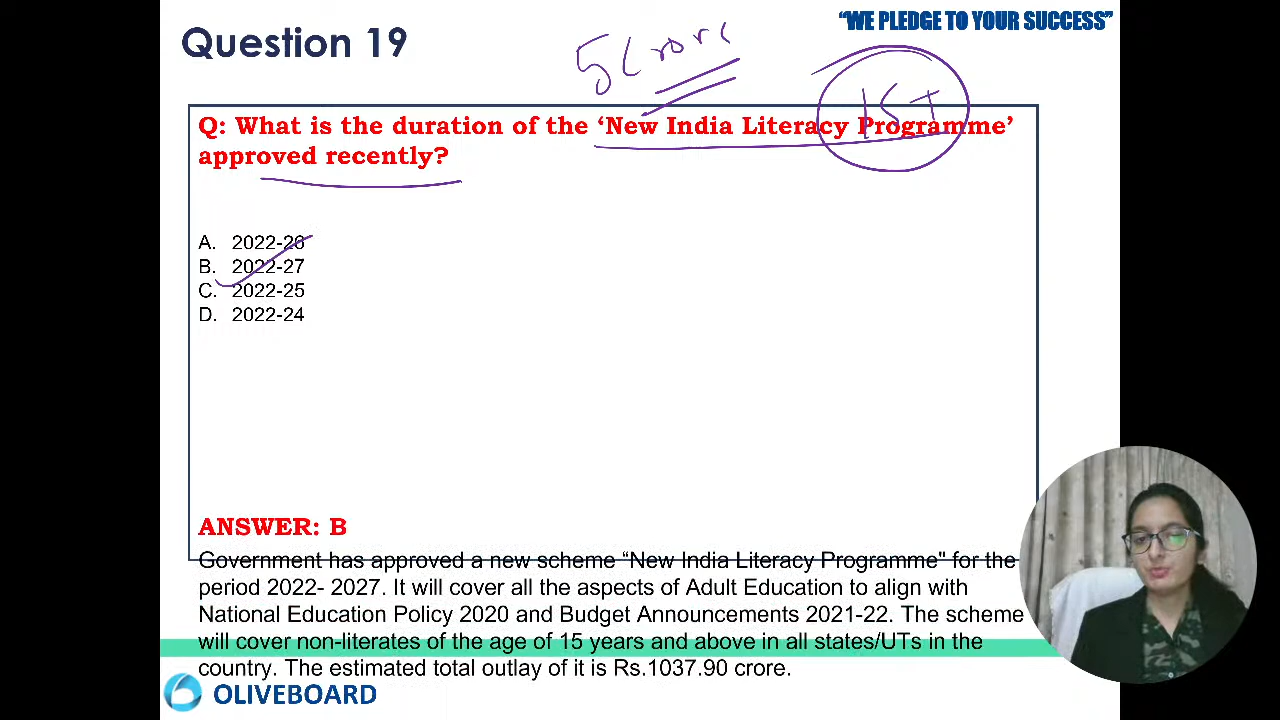 “WE PLEDGE TO YOUR SUCCESS”
Question 19
5 Crore
15+
Q: What is the duration of the ‘New India Literacy Programme’
approved recently?
A. 2022-26
B. 2022-27
C. 2022-25
D. 2022-24
ANSWER: B
Government has approved a new scheme “New India Literacy Programme" for the
period 2022- 2027. It will cover all the aspects of Adult Education to align with
National Education Policy 2020 and Budget Announcements 2021-22. The scheme
will cover non-literates of the age of 15 years and above in all states/UTs in the
country. The estimated total outlay of it is Rs.1037.90 crore.
OLIVEBOARD